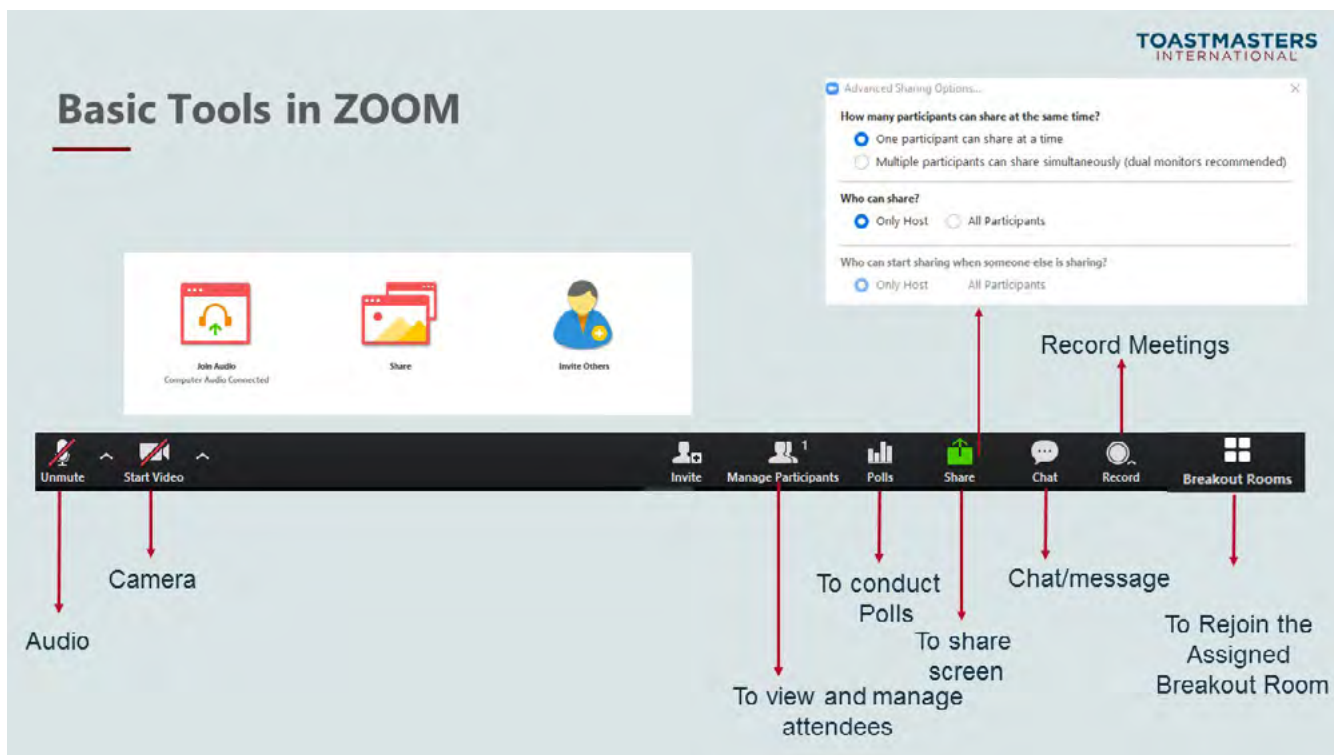 TOASTMASTERS
INTERNATIONAL
Basic Tools in ZOOM
Advanced Sharing Options...
How many participants can share at the same time?
One participant can share at a time
Multiple participants can share simultaneously (dual monitors recommended)
Who can share?
Only Host All Participants
Who can start sharing when someone else is sharing?
Only Host All Participants
Join Audio
Computer Audio Connected
Share
Invite Others
Record Meetings
Unmute
Start Video
Invite
1
Manage Participants
Polls
Share
Chat
Record
Breakout Rooms
Audio
Camera
To view and manage
attendees
To conduct
Polls
To share
screen
Chat/message
To Rejoin the
Assigned
Breakout Room